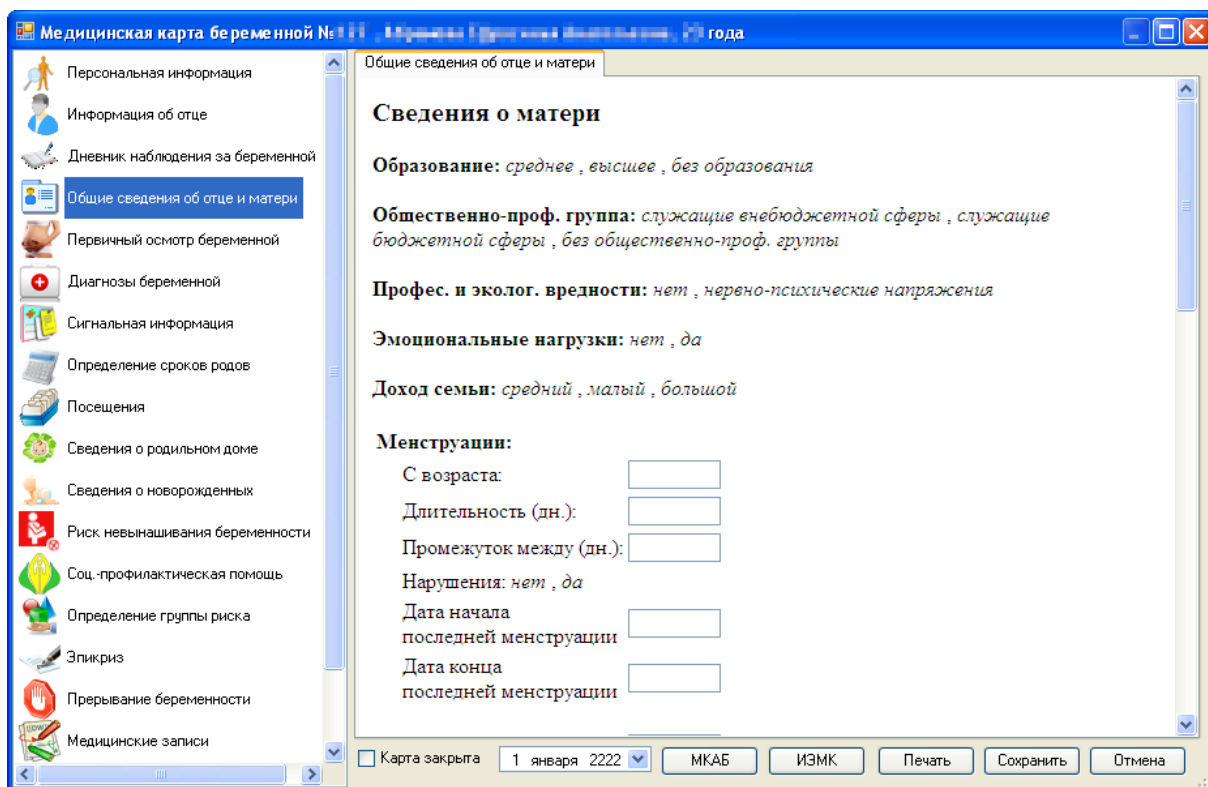 Медицинская карта беременной № года
Персональная информация
Информация об отце
Дневник наблюдения за беременной
Общие сведения об отце и матери
Первичный осмотр беременной
Диагнозы беременной
Сигнальная информация
Определение сроков родов
Посещения
Сведения о родильном доме
Сведения о новорожденных
Риск невынашивания беременности
Соц.-профилактическая помощь
Определение группы риска
Эпикриз
Прерывание беременности
Медицинские записи
Общие сведения об отце и матери
Сведения о матери
Образование: среднее , высшее , без образования
Общественно-проф. группа: служащие внебюджетной сферы , служащие
бюджетной сферы , без общественно-проф. группы
Профес. и эколог. вредности: нет , нервно-психические напряжения
Эмоциональные нагрузки: нет , да
Доход семьи: средний , малый , большой
Менструации:
С возраста:
Длительность (дн.):
Промежуток между (дн.):
Нарушения: нет , да
Дата начала
последней менструации
Дата конца
последней менструации
Карта закрыта 1 января 2222 МКАБ ИЭМК Печать Сохранить Отмена